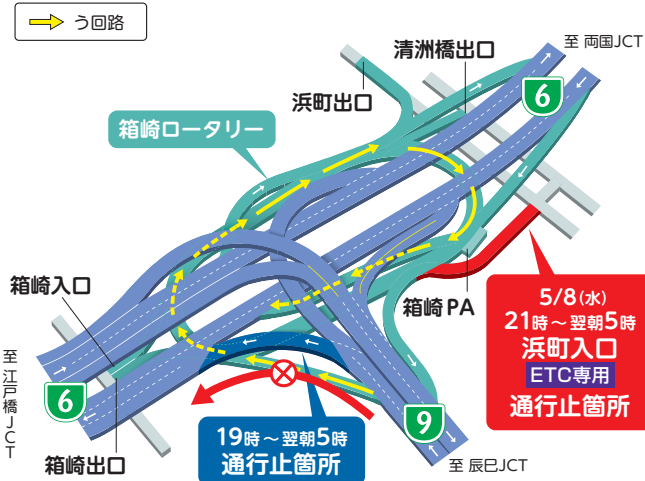 う回路
至 両国JCT
清洲橋出口
浜町出口
6
箱崎ロータリー
箱崎入口
箱崎PA
5/8(水)
21時～翌朝5時
浜町入口
ETC専用
通行止箇所
至 江戸橋JCT
6
9
19時～翌朝5時
通行止箇所
箱崎出口
至 辰巳JCT